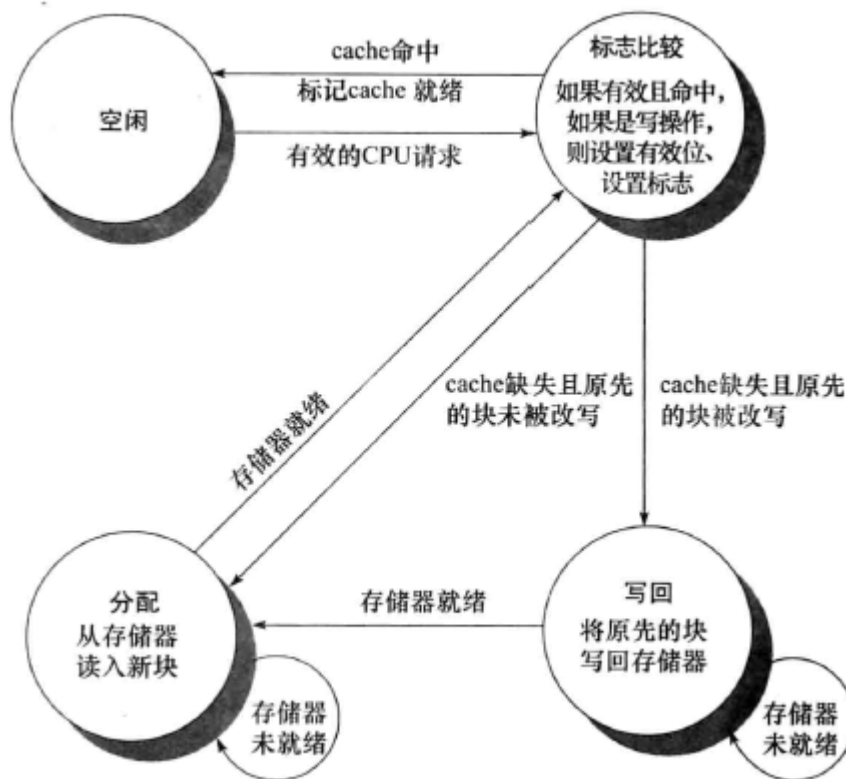 空闲
cache命中
标记cache 就绪
有效的CPU请求
标志比较
如果有效且命中,
如果是写操作,
则设置有效位、
设置标志
存储器就绪
cache缺失且原先
的块未被改写
cache缺失且原先
的块被改写
分配
从存储器
读入新块
存储器
未就绪
存储器就绪
写回
将原先的块
写回存储器
存储器
未就绪